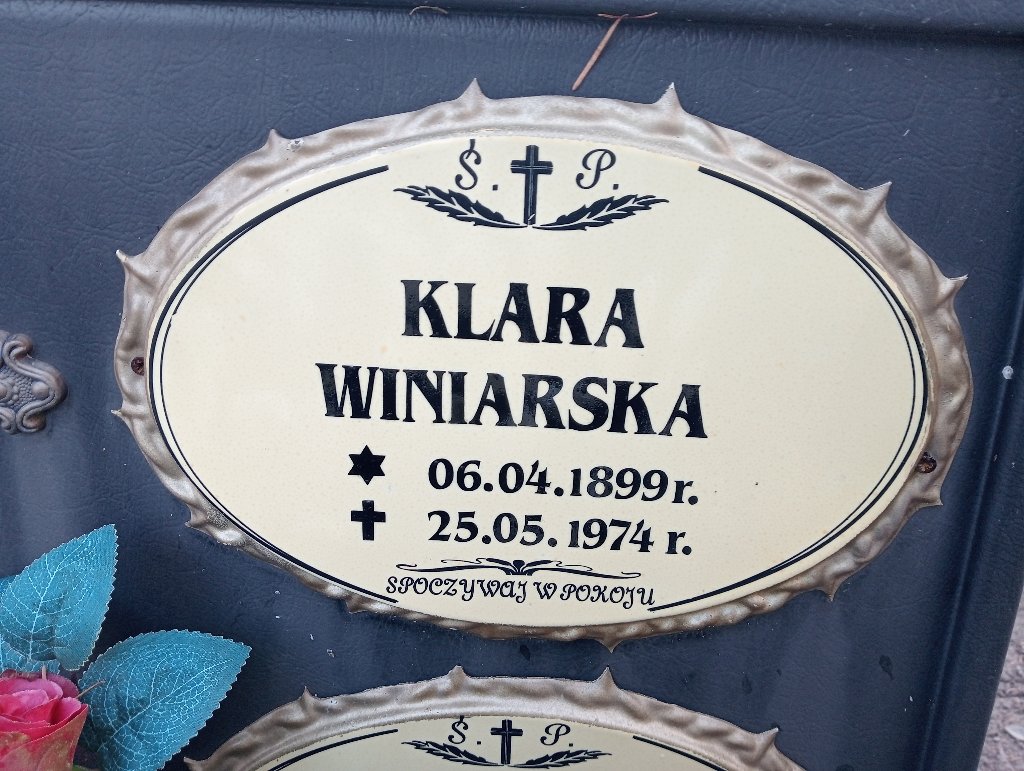 Ś. P.
KLARA
WINIARSKA
06.04.1899 r.
25.05.1974 r.
SPOCZYWAJ W POKOJU
Ś. P.